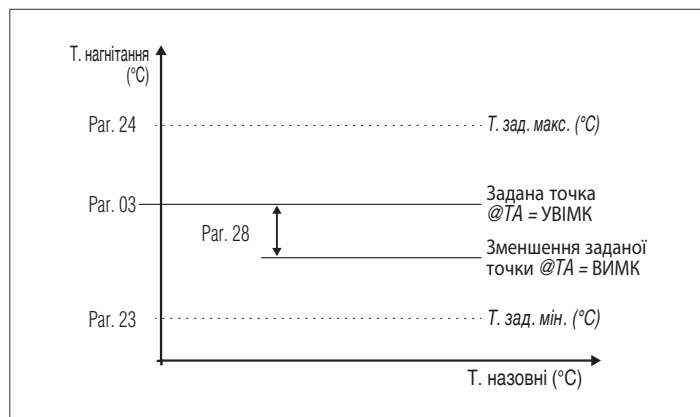 Т. нагнітання
(°C)
Par. 24
Т. зад. макс. (°C)
Par. 03
Задана точка
@TA = УВІМК
Par. 28
Зменшення заданої
точки @TA = ВИМК
Par. 23
Т. зад. мін. (°C)
Т. назовні (°C)